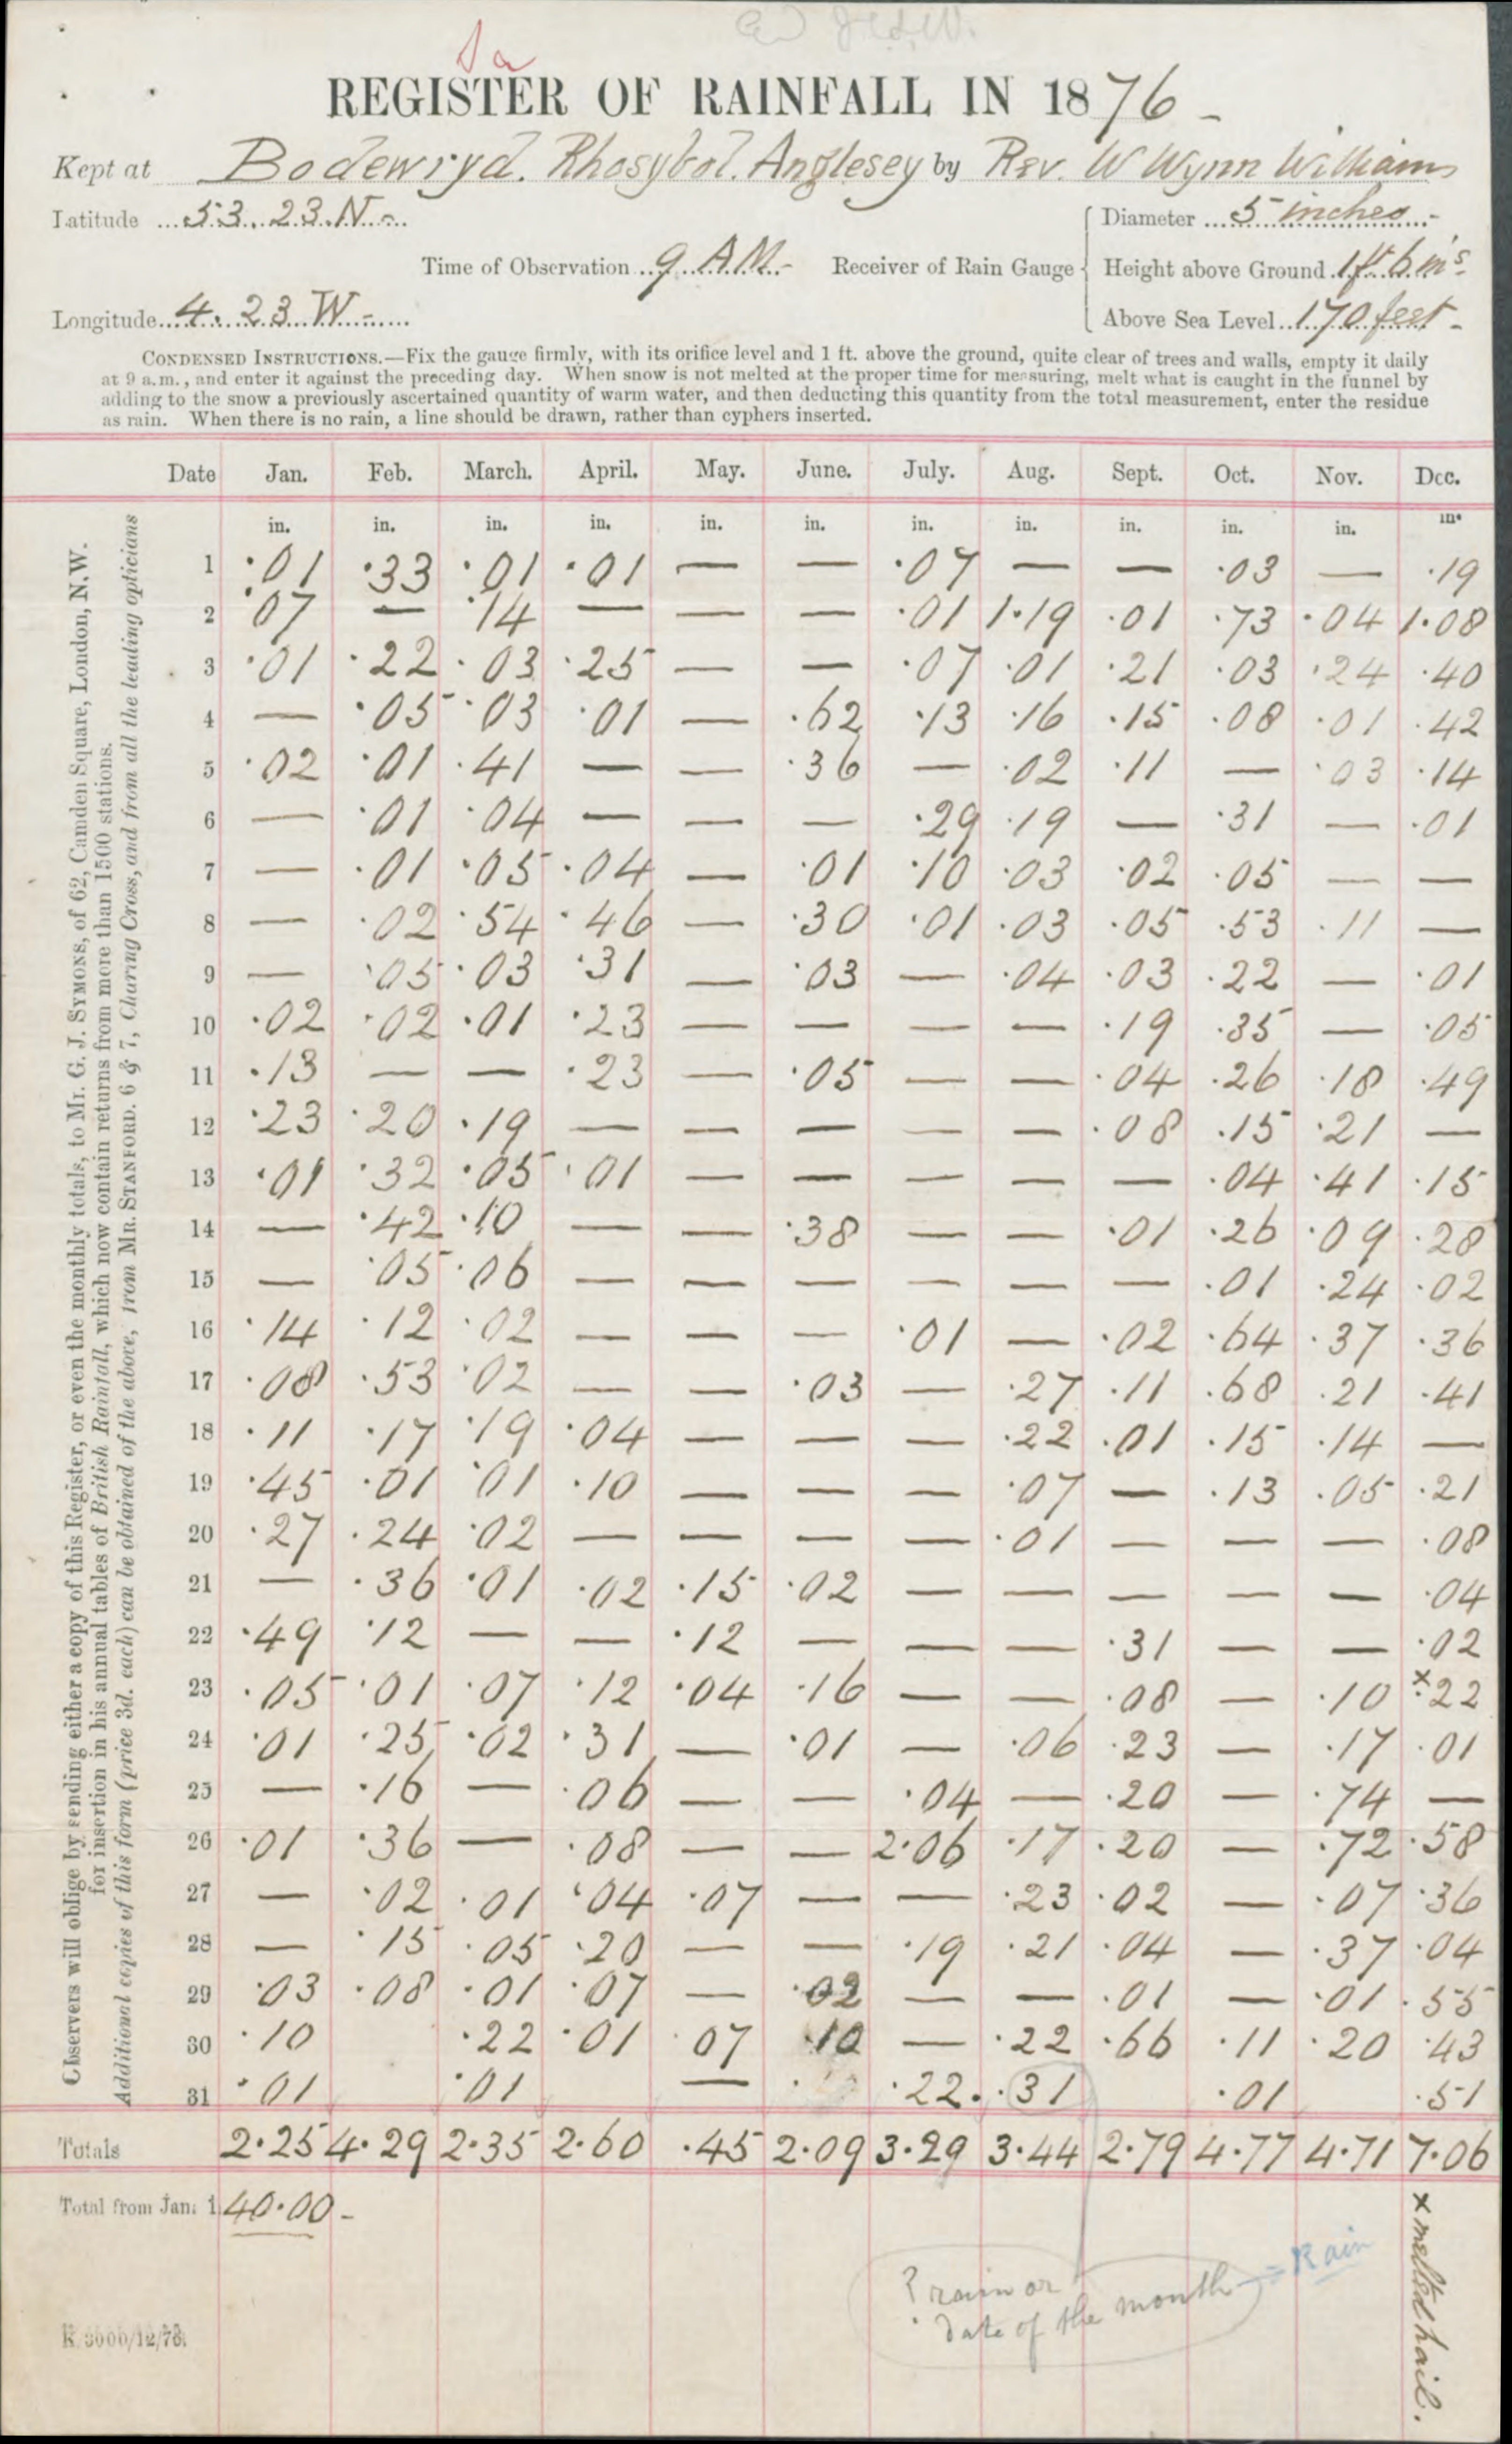 REGISTER OF RAINFALL IN 1876 -
Kept at Bodewryd. Rhosybol. Anglesey by Rev. W Wynn Williams
Latitude 53. 23. N -
Diameter 5 inches -
Time of Observation 9 A.M. - Receiver of Rain Gauge Height above Ground 1 ft 6 ins
Longitude 4. 23 W -
Above Sea Level 170 feet -
CONDENSED INSTRUCTIONS.—Fix the gauge firmly, with its orifice level and 1 ft. above the ground, quite clear of trees and walls, empty it daily
at 9 a.m., and enter it against the preceding day. When snow is not melted at the proper time for measuring, melt what is caught in the funnel by
adding to the snow a previously ascertained quantity of warm water, and then deducting this quantity from the total measurement, enter the residue
as rain. When there is no rain, a line should be drawn, rather than cyphers inserted.
Date Jan. Feb. March. April. May. June. July. Aug. Sept. Oct. Nov. Dec.
in. in. in. in. in. in. in. in. in. in. in. in.
1 .01 .33 .01 .01 — — .07 — — .03 — .19
2 .07 — .14 — — — .01 1.19 .01 .73 .04 1.08
3 .01 .22 .03 .25 — — .07 .01 .21 .03 .24 .40
4 — .05 .03 .01 — .62 .13 .16 .15 .08 .01 .42
5 .02 .01 .41 — — .36 — .02 .11 — .03 .14
6 — .01 .04 — — — .29 .19 — .31 — .01
7 — .01 .05 .04 — .01 .10 .03 .02 .05 — —
8 — .02 .54 .46 — .30 .01 .03 .05 .53 .11 —
9 — .05 .03 .31 — .03 — .04 .03 .22 — .01
10 .02 .02 .01 .23 — — — — .19 .35 — .05
11 .13 — — .23 — .05 — — .04 .26 .18 .49
12 .23 .20 .19 — — — — — .08 .15 .21 —
13 .01 .32 .05 .01 — — — — — .04 .41 .15
14 — .42 .10 — — .38 — — .01 .26 .09 .28
15 — .05 .06 — — — — — — .01 .24 .02
16 .14 .12 .02 — — — .01 — .02 .64 .37 .36
17 .08 .53 .02 — — .03 — .27 .11 .68 .21 .41
18 .11 .17 .19 .04 — — — .22 .01 .15 .14 —
19 .45 .01 .01 .10 — — — .07 — .13 .05 .21
20 .27 .24 .02 — — — — .01 — — — .08
21 — .36 .01 .02 .15 .02 — — — — — .04
22 .49 .12 — — .12 — — — .31 — — .02
23 .05 .01 .07 .12 .04 .16 — — .08 — .10 x.22
24 .01 .25 .02 .31 — .01 — .06 .23 — .17 .01
25 — .16 — .06 — — .04 — .20 — .74 —
26 .01 .36 — .08 — — 2.06 .17 .20 — .72 .58
27 — .02 .01 .04 .07 — — .23 .02 — .07 .36
28 — .15 .05 .20 — — .19 .21 .04 — .37 .04
29 .03 .08 .01 .07 — .02 — — .01 — .01 .55
30 .10 .22 .01 .07 .10 — .22 .66 .11 .20 .43
31 .01 .01 — .22 .31 .01 .51
Totals 2.25 4.29 2.35 2.60 .45 2.09 3.29 3.44 2.79 4.77 4.71 7.06
Total from Jan. 1 40.00 -
? rain or
date of the month
= Rain
x melted hail.
K 3000/12/76.
Observers will oblige by sending either a copy of this Register, or even the monthly totals, to Mr. G. J. SYMONS, of 62, Camden Square, London, N.W.
for insertion in his annual tables of British Rainfall, which now contain returns from more than 1500 stations.
Additional copies of this form (price 3d. each) can be obtained of the above, from MR. STANFORD. 6 & 7, Charing Cross, and from all the leading opticians